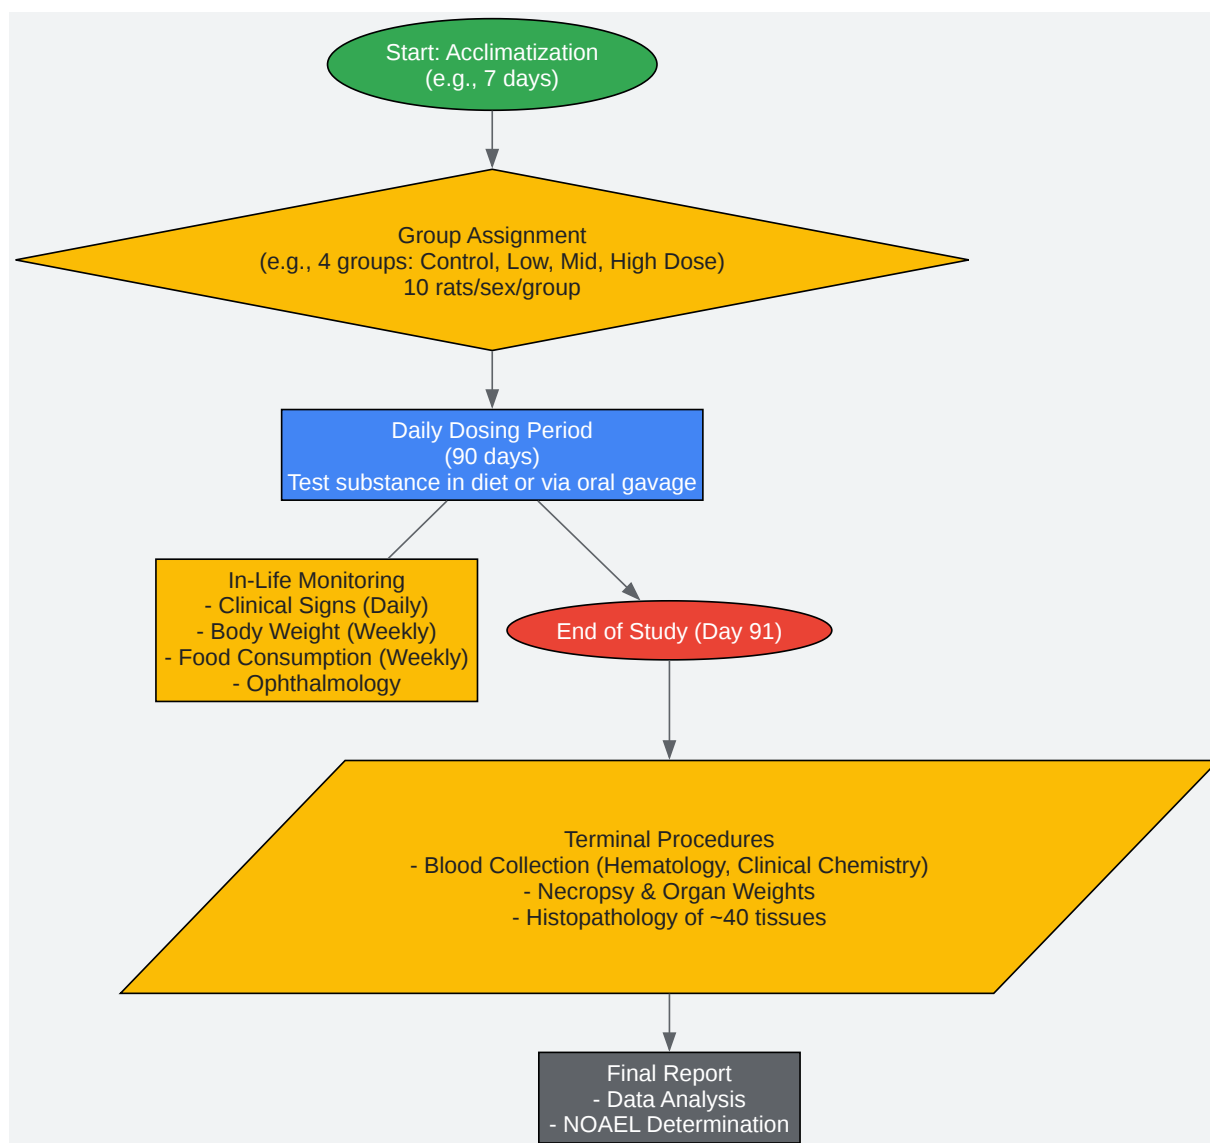 Start: Acclimatization
(e.g., 7 days)
Group Assignment
(e.g., 4 groups: Control, Low, Mid, High Dose)
10 rats/sex/group
Daily Dosing Period
(90 days)
Test substance in diet or via oral gavage
In-Life Monitoring
- Clinical Signs (Daily)
- Body Weight (Weekly)
- Food Consumption (Weekly)
- Ophthalmology
End of Study (Day 91)
Terminal Procedures
- Blood Collection (Hematology, Clinical Chemistry)
- Necropsy & Organ Weights
- Histopathology of ~40 tissues
Final Report
- Data Analysis
- NOAEL Determination